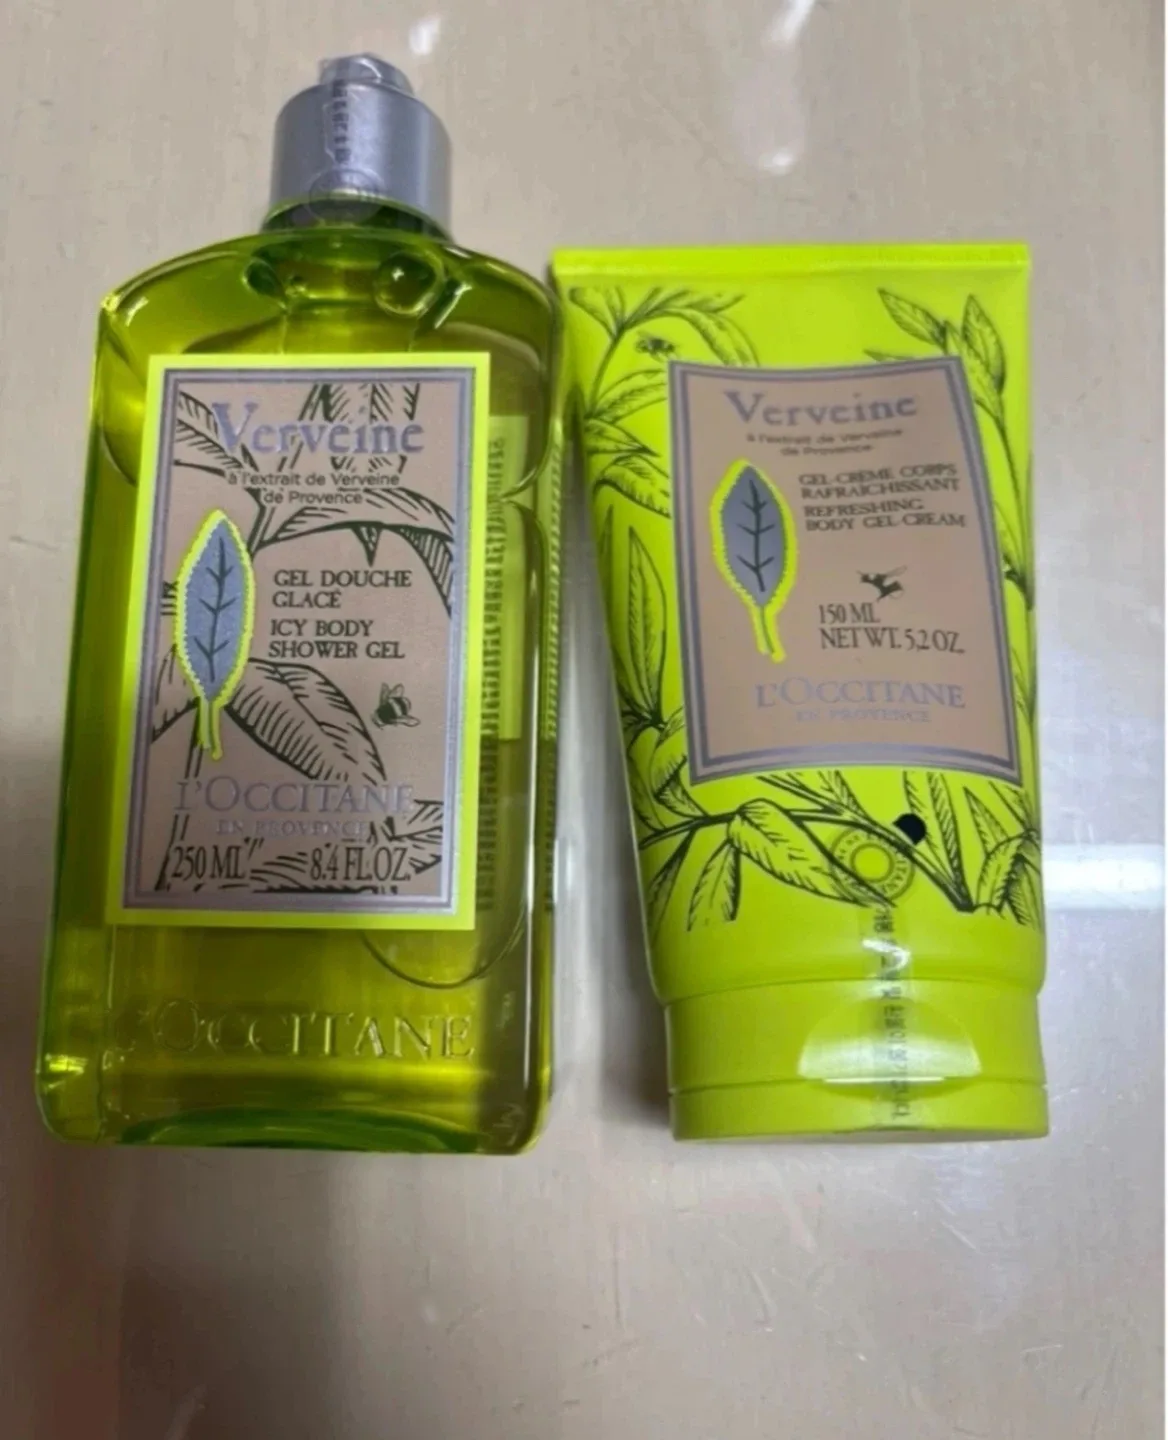 Verveine
à l'extrait de Verveine
de Provence
GEL DOUCHE
GLACÉ
ICY BODY
SHOWER GEL
L'OCCITANE
EN PROVENCE
250 ML 8.4 FL.OZ.
L'OCCITANE
Verveine
à l'extrait de Verveine
de Provence
GEL-CRÈME CORPS
RAFRAÎCHISSANT
REFRESHING
BODY GEL-CREAM
150 ML
NET WT. 5,2 OZ.
L'OCCITANE
EN PROVENCE